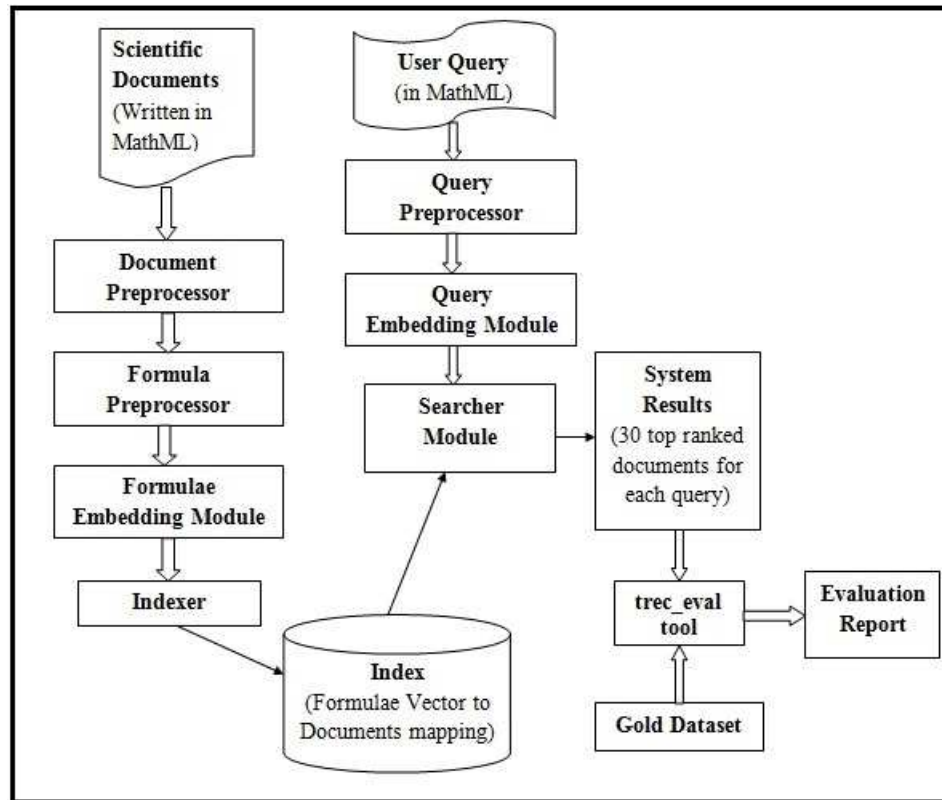 Scientific
Documents
(Written in
MathML)
User Query
(in MathML)
Query
Preprocessor
Document
Preprocessor
Query
Embedding Module
Formula
Preprocessor
Searcher
Module
System
Results
(30 top ranked
documents for
each query)
Formulae
Embedding Module
Indexer
trec_eval
tool
Evaluation
Report
Index
(Formulae Vector to
Documents mapping)
Gold Dataset